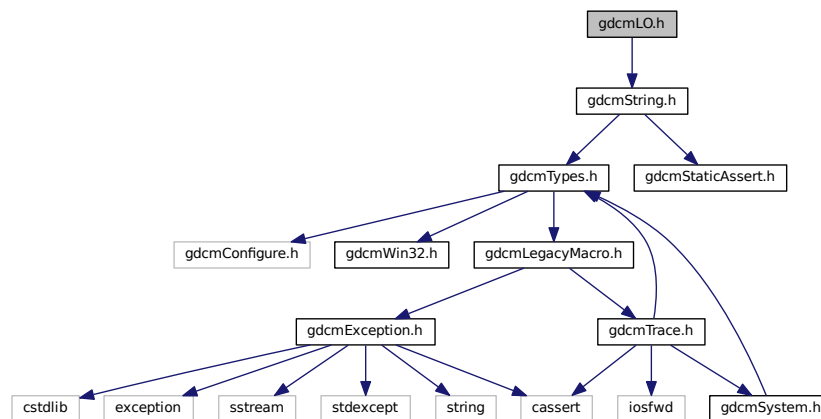 gdcmLO.h
gdcmString.h
gdcmTypes.h
gdcmStaticAssert.h
gdcmConfigure.h
gdcmWin32.h
gdcmLegacyMacro.h
gdcmException.h
gdcmTrace.h
cstdlib
exception
sstream
stdexcept
string
cassert
iosfwd
gdcmSystem.h